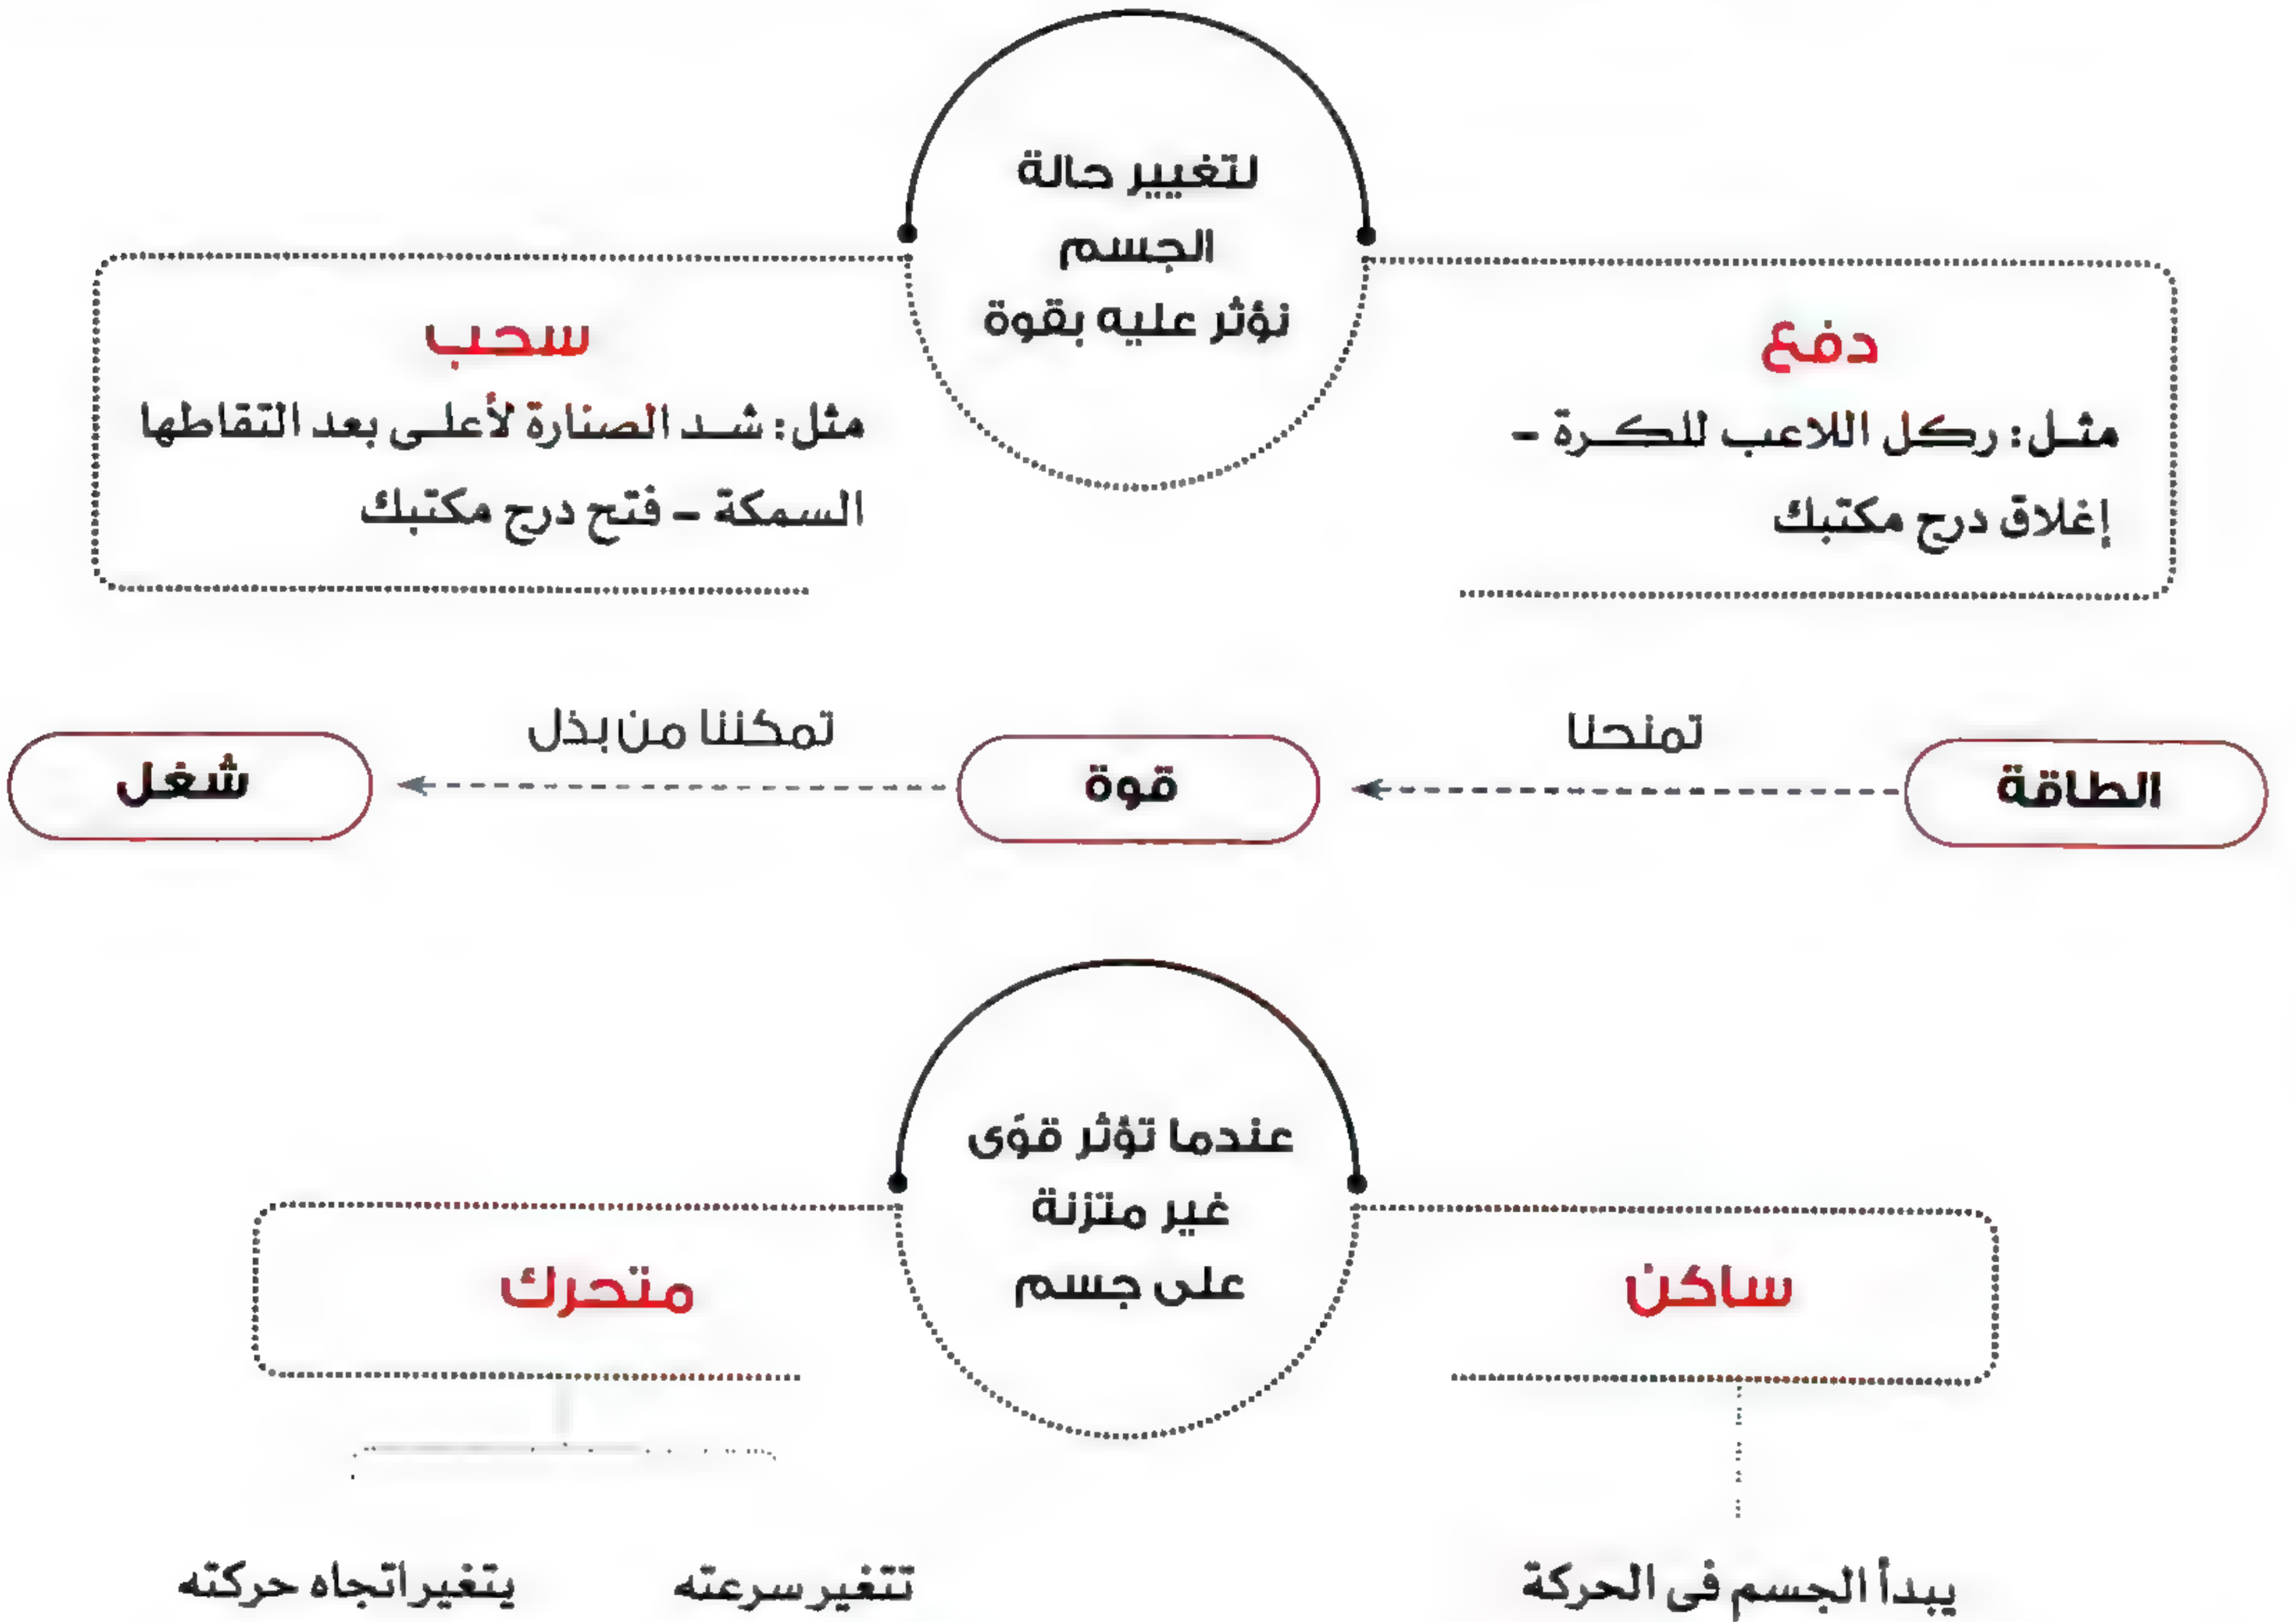 لتغيير حالة
الجسم
نؤثر عليه بقوة
دفع
مثل: ركل اللاعب للكرة -
إغلاق درج مكتبك
سحب
مثل: شد الصنارة لأعلى بعد التقاطها
السمكة - فتح درج مكتبك
الطاقة
تمنحنا
قوة
تمكننا من بذل
شغل
عندما تؤثر قوًى
غير متزنة
على جسم
ساكن
يبدأ الجسم فى الحركة
متحرك
تتغير سرعته
يتغير اتجاه حركته